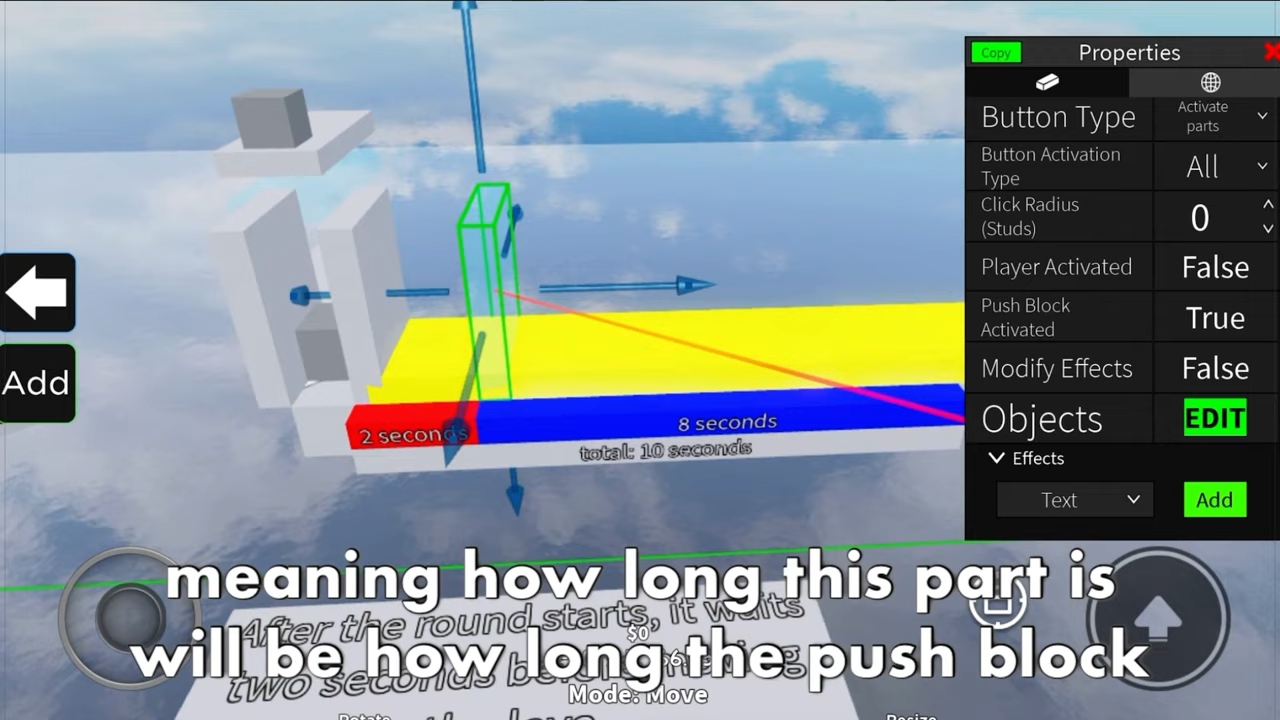 Copy
Properties
Button Type
Activate
parts
Button Activation
Type
All
Click Radius
(Studs)
0
Player Activated
False
Push Block
Activated
True
Modify Effects
False
Objects
EDIT
Effects
Text
Add
Add
2 seconds
8 seconds
total: 10 seconds
meaning how long this part is
will be how long the push block
After the round starts, it waits
two seconds
$0
Mode: Move
Rotate
Resize